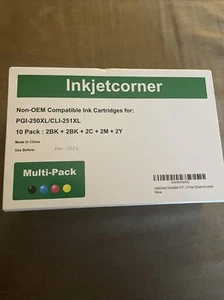 Inkjetcorner
Non-OEM Compatible Ink Cartridges for:
PGI-250XL/CLI-251XL
10 Pack : 2BK + 2BK + 2C + 2M + 2Y
Made in China
Use Before:
Multi-Pack
New